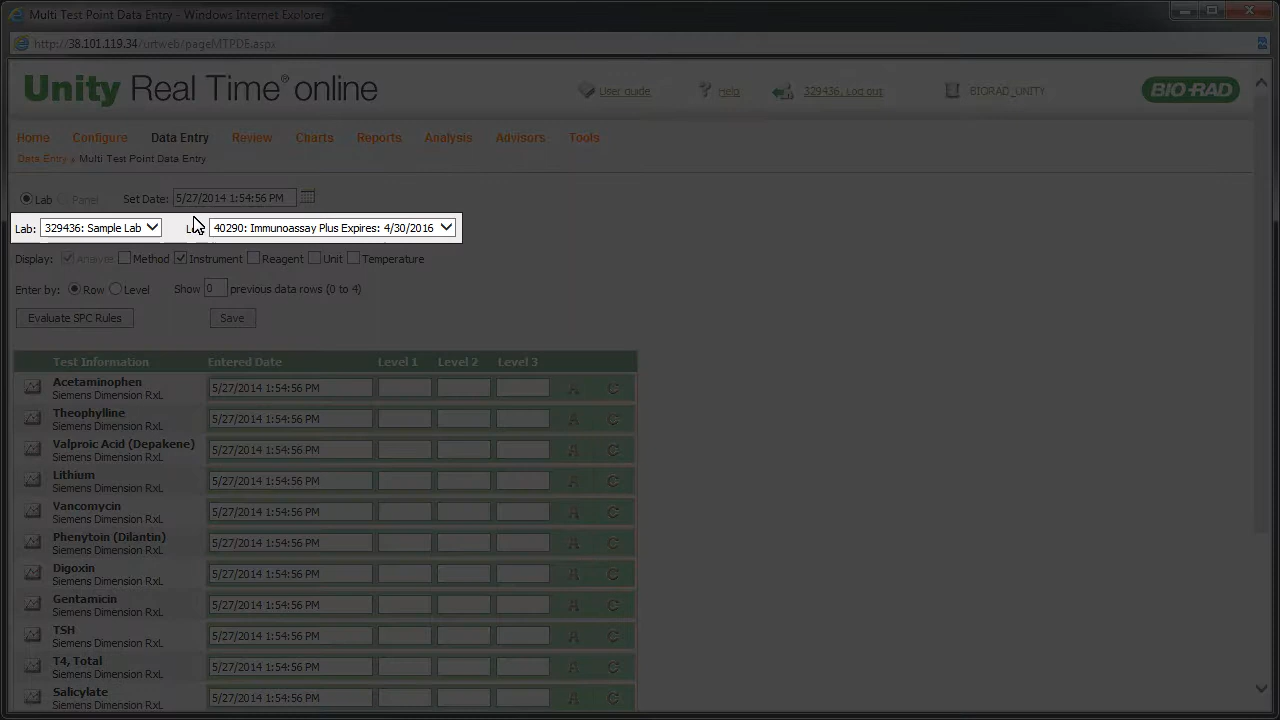 Multi Test Point Data Entry - Windows Internet Explorer
http://38.101.119.34/urtweb/pageMTPDE.aspx
Unity Real Time® online
User guide Help 329436, Log out BIORAD_UNITY BIO-RAD
Home Configure Data Entry Review Charts Reports Analysis Advisors Tools
Data Entry » Multi Test Point Data Entry
Lab Panel Set Date: 5/27/2014 1:54:56 PM
Lab: 329436: Sample Lab 40290: Immunoassay Plus Expires: 4/30/2016
Display: Analyte Method Instrument Reagent Unit Temperature
Enter by: Row Level Show 0 previous data rows (0 to 4)
Evaluate SPC Rules Save
Test Information Entered Date Level 1 Level 2 Level 3
Acetaminophen
Siemens Dimension RxL 5/27/2014 1:54:56 PM A C
Theophylline
Siemens Dimension RxL 5/27/2014 1:54:56 PM A C
Valproic Acid (Depakene)
Siemens Dimension RxL 5/27/2014 1:54:56 PM A C
Lithium
Siemens Dimension RxL 5/27/2014 1:54:56 PM A C
Vancomycin
Siemens Dimension RxL 5/27/2014 1:54:56 PM A C
Phenytoin (Dilantin)
Siemens Dimension RxL 5/27/2014 1:54:56 PM A C
Digoxin
Siemens Dimension RxL 5/27/2014 1:54:56 PM A C
Gentamicin
Siemens Dimension RxL 5/27/2014 1:54:56 PM A C
TSH
Siemens Dimension RxL 5/27/2014 1:54:56 PM A C
T4, Total
Siemens Dimension RxL 5/27/2014 1:54:56 PM A C
Salicylate
Siemens Dimension RxL 5/27/2014 1:54:56 PM A C